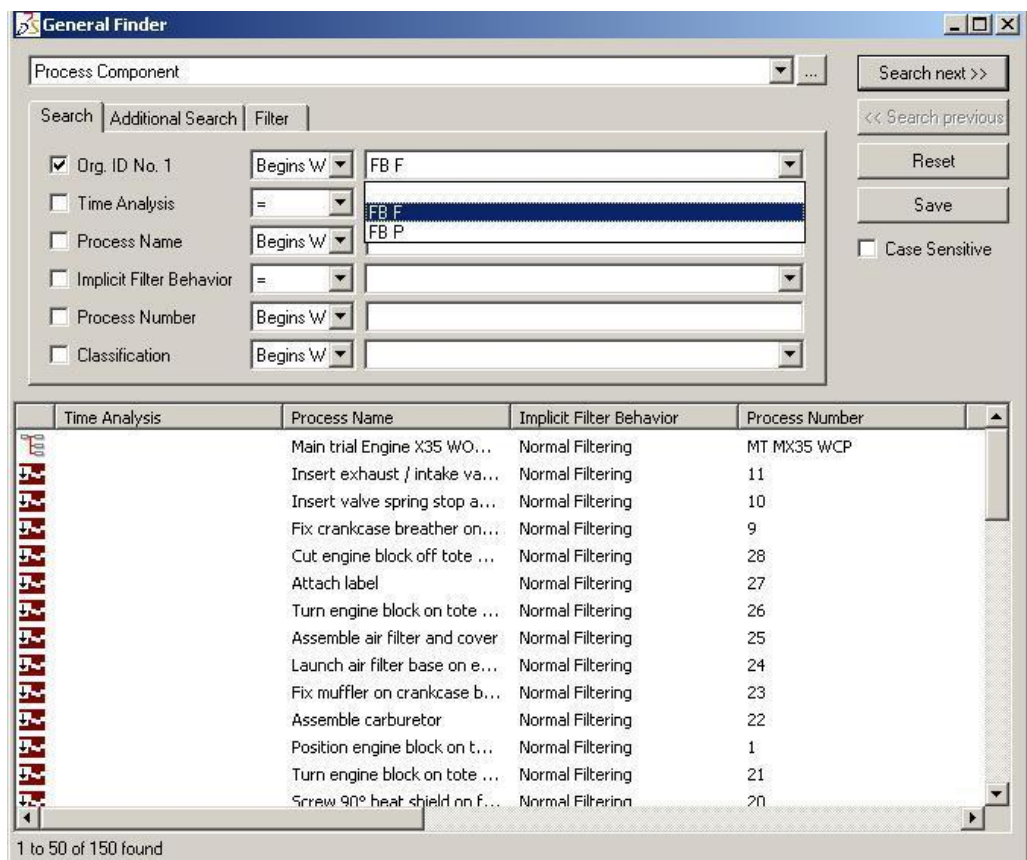 General Finder
Process Component
...
Search next >>
Search Additional Search Filter
<< Search previous
Org. ID No. 1 Begins W FB F
Reset
Time Analysis =
FB F
Save
FB P
Process Name Begins W
Case Sensitive
Implicit Filter Behavior =
Process Number Begins W
Classification Begins W
Time Analysis Process Name Implicit Filter Behavior Process Number
Main trial Engine X35 WO... Normal Filtering MT MX35 WCP
Insert exhaust / intake va... Normal Filtering 11
Insert valve spring stop a... Normal Filtering 10
Fix crankcase breather on... Normal Filtering 9
Cut engine block off tote ... Normal Filtering 28
Attach label Normal Filtering 27
Turn engine block on tote ... Normal Filtering 26
Assemble air filter and cover Normal Filtering 25
Launch air filter base on e... Normal Filtering 24
Fix muffler on crankcase b... Normal Filtering 23
Assemble carburetor Normal Filtering 22
Position engine block on t... Normal Filtering 1
Turn engine block on tote ... Normal Filtering 21
Screw 90° heat shield on f... Normal Filtering 20
1 to 50 of 150 found